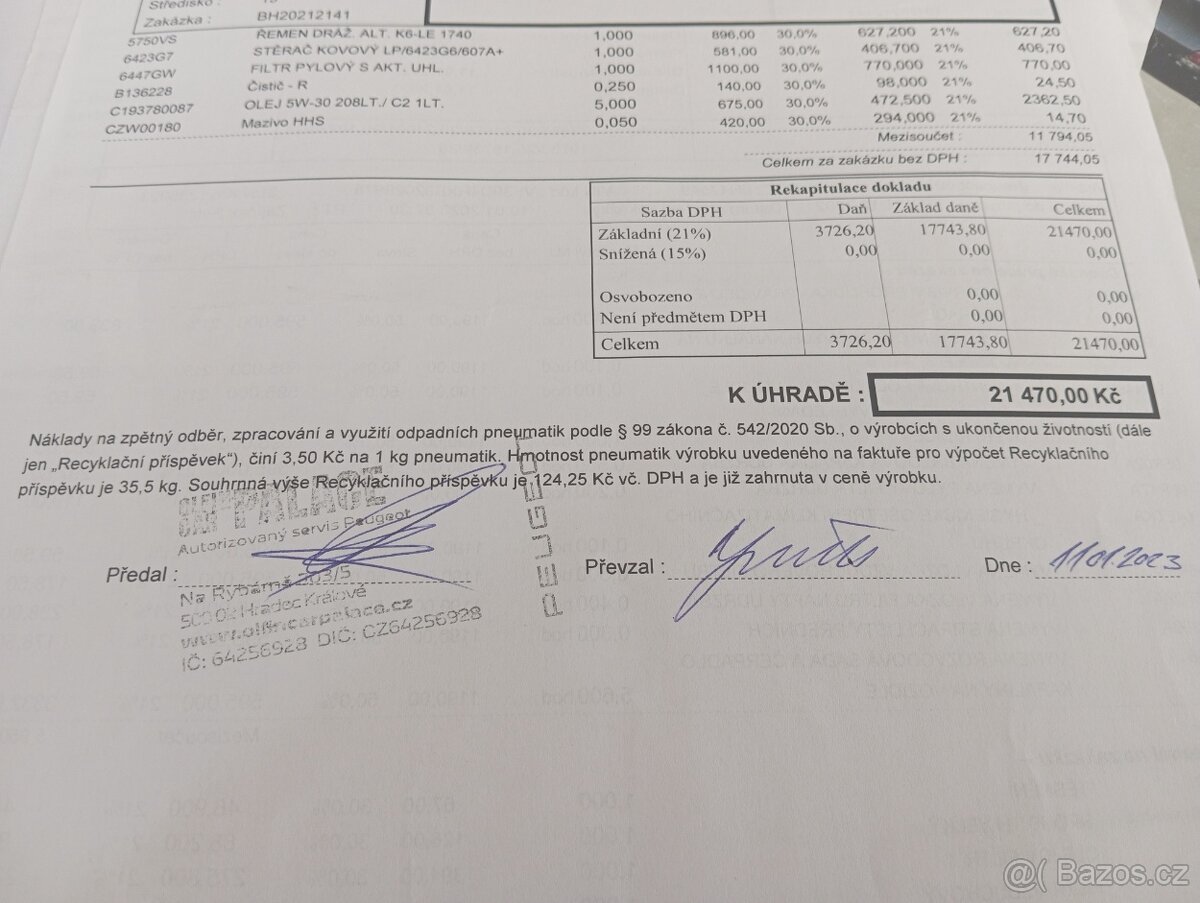 Středisko :
Zakázka : BH20212141
5750VS ŘEMEN DRÁŽ. ALT. K6-LE 1740 1,000 896,00 30,0% 627,200 21% 627,20
6423G7 STĚRAČ KOVOVÝ LP/6423G6/607A+ 1,000 581,00 30,0% 406,700 21% 406,70
6447GW FILTR PYLOVÝ S AKT. UHL. 1,000 1100,00 30,0% 770,000 21% 770,00
B136228 Čistič - R 0,250 140,00 30,0% 98,000 21% 24,50
C193780087 OLEJ 5W-30 208LT./ C2 1LT. 5,000 675,00 30,0% 472,500 21% 2362,50
CZW00180 Mazivo HHS 0,050 420,00 30,0% 294,000 21% 14,70
Mezisoučet : 11 794,05
Celkem za zakázku bez DPH : 17 744,05
Rekapitulace dokladu
Sazba DPH Daň Základ daně Celkem
Základní (21%) 3726,20 17743,80 21470,00
Snížená (15%) 0,00 0,00 0,00
Osvobozeno 0,00 0,00
Není předmětem DPH 0,00 0,00
Celkem 3726,20 17743,80 21470,00
K ÚHRADĚ : 21 470,00 Kč
Náklady na zpětný odběr, zpracování a využití odpadních pneumatik podle § 99 zákona č. 542/2020 Sb., o výrobcích s ukončenou životností (dále
jen „Recyklační příspěvek"), činí 3,50 Kč na 1 kg pneumatik. Hmotnost pneumatik výrobku uvedeného na faktuře pro výpočet Recyklačního
příspěvku je 35,5 kg. Souhrnná výše Recyklačního příspěvku je 124,25 Kč vč. DPH a je již zahrnuta v ceně výrobku.
PALACE
Autorizovaný servis Peugeot
PEUGEOT
Předal :
Převzal :
Dne : 11012023
Na Rybárně 303/5
500 02 Hradec Králové
www.olfincarpalace.cz
IČ: 64256928 DIČ: CZ64256928
@( Bazos.cz